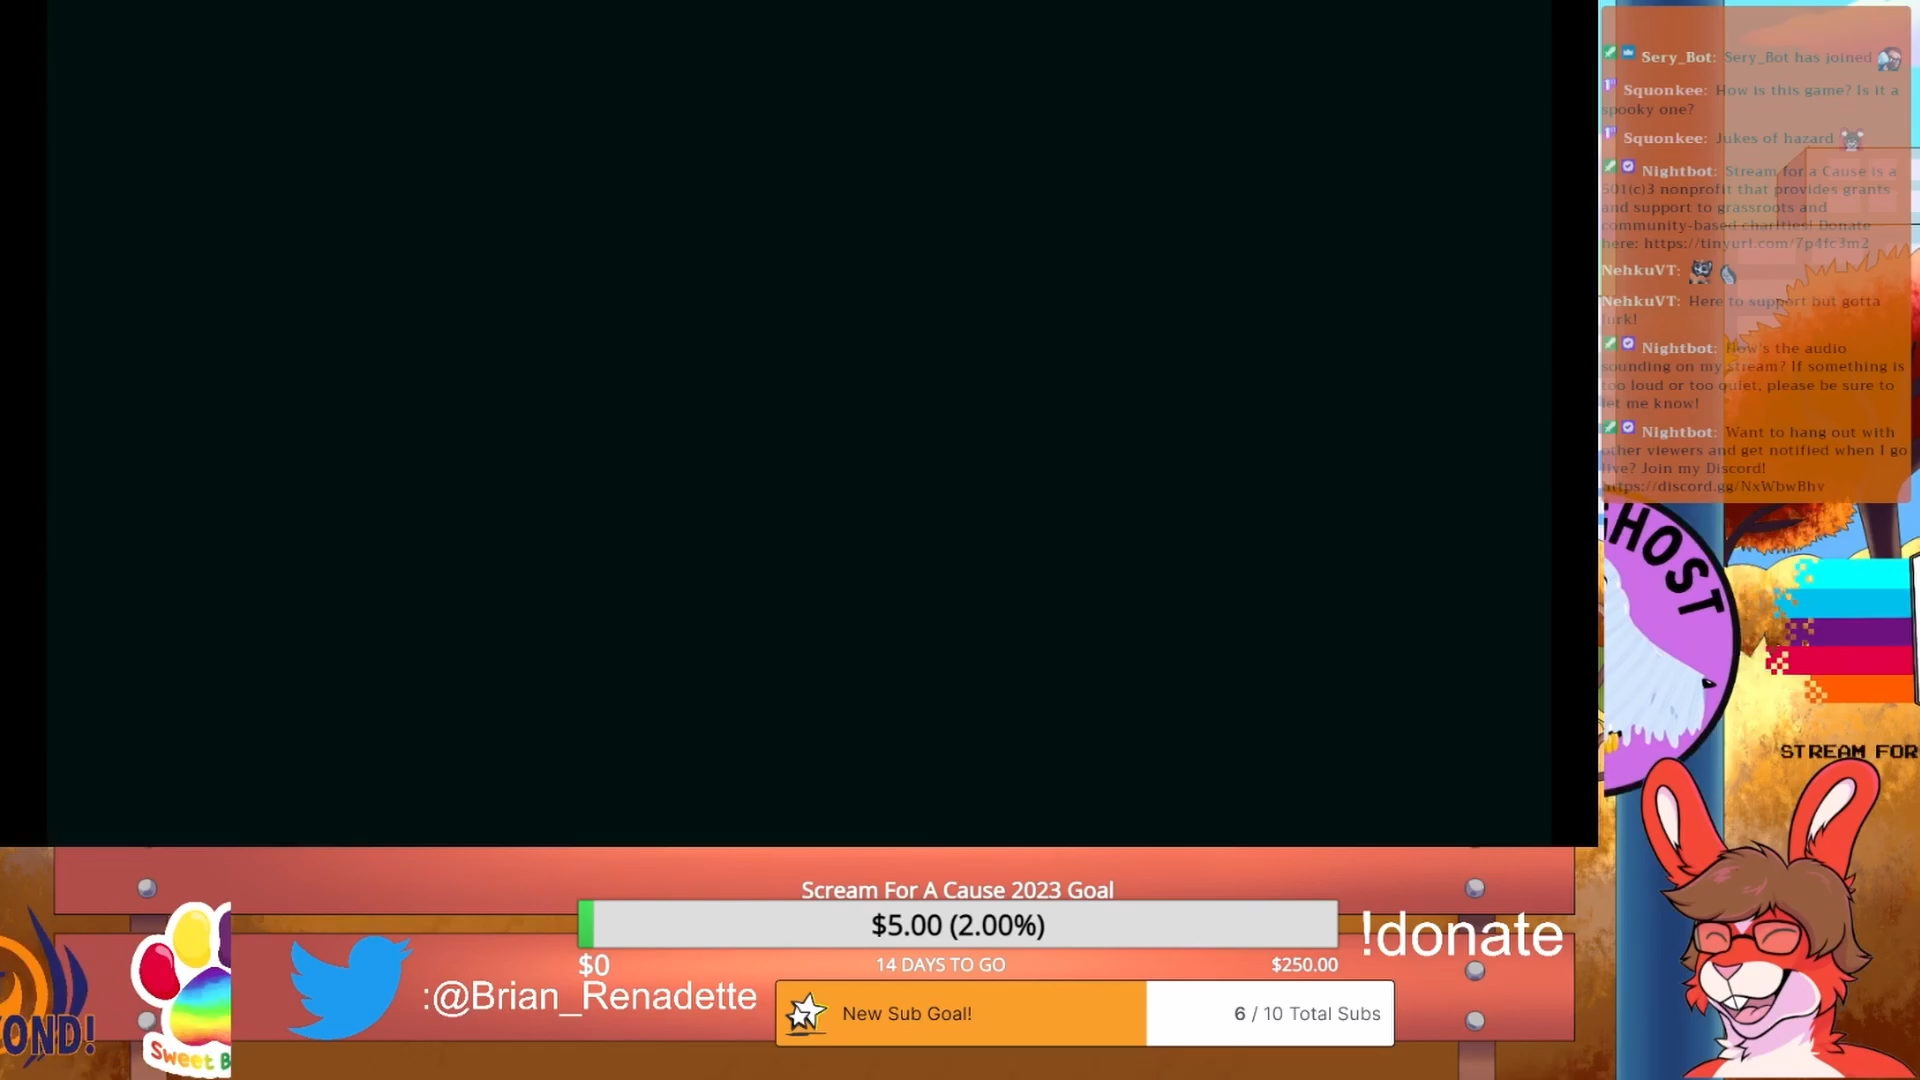 Sery_Bot: Sery_Bot has joined
Squonkee: How is this game? Is it a
spooky one?
Squonkee: Jukes of hazard
Nightbot: Stream for a Cause is a
501(c)3 nonprofit that provides grants
and support to grassroots and
community-based charities! Donate
here: https://tinyurl.com/7p4fc3m2
NehkuVT:
NehkuVT: Here to support but gotta
lurk!
Nightbot: How's the audio
sounding on my stream? If something is
too loud or too quiet, please be sure to
let me know!
Nightbot: Want to hang out with
other viewers and get notified when I go
live? Join my Discord!
https://discord.gg/NxWbwBhv
HOST
STREAM FOR
Scream For A Cause 2023 Goal
$5.00 (2.00%)
$0
14 DAYS TO GO
$250.00
!donate
:@Brian_Renadette
New Sub Goal!
6 / 10 Total Subs
OND!
Sweet B